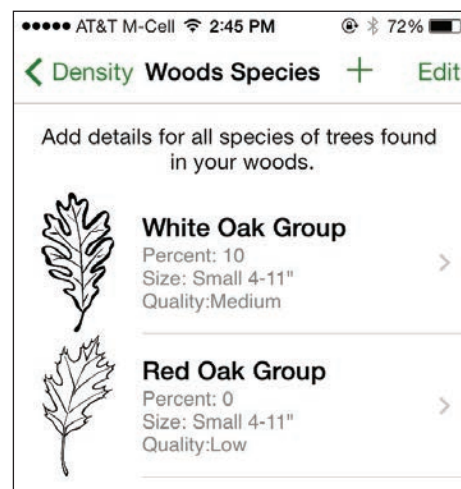 AT&T M-Cell 2:45 PM 72%
Density Woods Species + Edit
Add details for all species of trees found
in your woods.
White Oak Group
Percent: 10
Size: Small 4-11"
Quality:Medium
Red Oak Group
Percent: 0
Size: Small 4-11"
Quality:Low